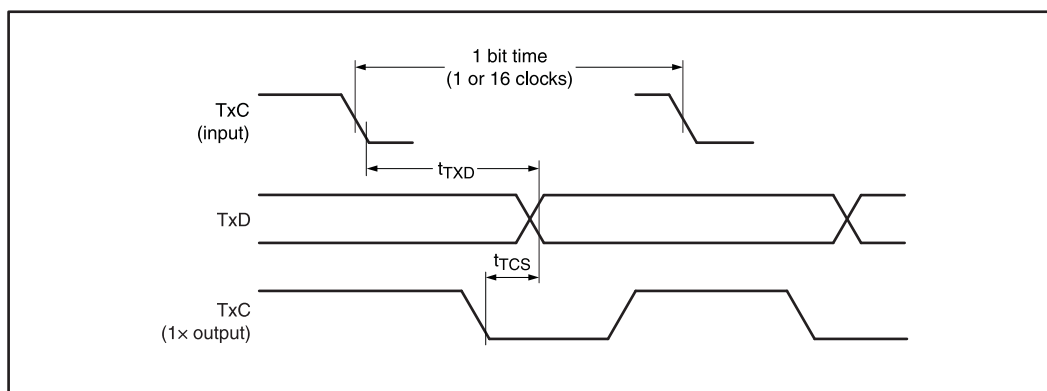 1 bit time
(1 or 16 clocks)
TxC
(input)
tTXD
TxD
tTCS
TxC
(1× output)